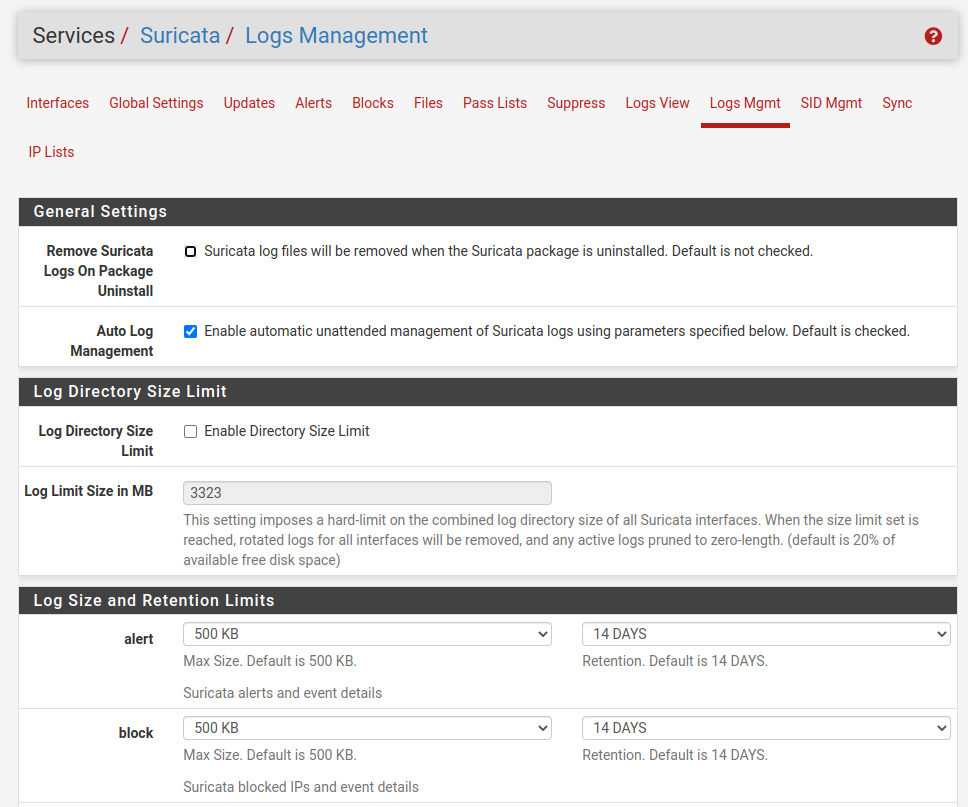 Services / Suricata / Logs Management
Interfaces Global Settings Updates Alerts Blocks Files Pass Lists Suppress Logs View Logs Mgmt SID Mgmt Sync
IP Lists
General Settings
Remove Suricata Logs On Package Uninstall
Suricata log files will be removed when the Suricata package is uninstalled. Default is not checked.
Auto Log Management
Enable automatic unattended management of Suricata logs using parameters specified below. Default is checked.
Log Directory Size Limit
Log Directory Size Limit
Enable Directory Size Limit
Log Limit Size in MB
3323
This setting imposes a hard-limit on the combined log directory size of all Suricata interfaces. When the size limit set is
reached, rotated logs for all interfaces will be removed, and any active logs pruned to zero-length. (default is 20% of
available free disk space)
Log Size and Retention Limits
alert
500 KB 14 DAYS
Max Size. Default is 500 KB. Retention. Default is 14 DAYS.
Suricata alerts and event details
block
500 KB 14 DAYS
Max Size. Default is 500 KB. Retention. Default is 14 DAYS.
Suricata blocked IPs and event details